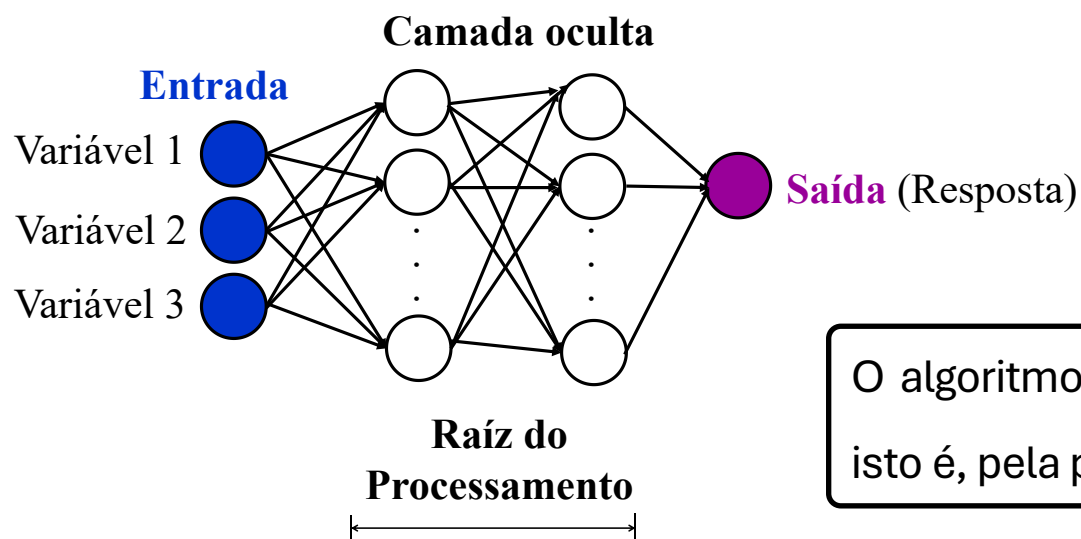 Camada oculta
Entrada
Variável 1
Variável 2
Variável 3
Saída (Resposta)
Raíz do
Processamento
O algoritmo
isto é, pela